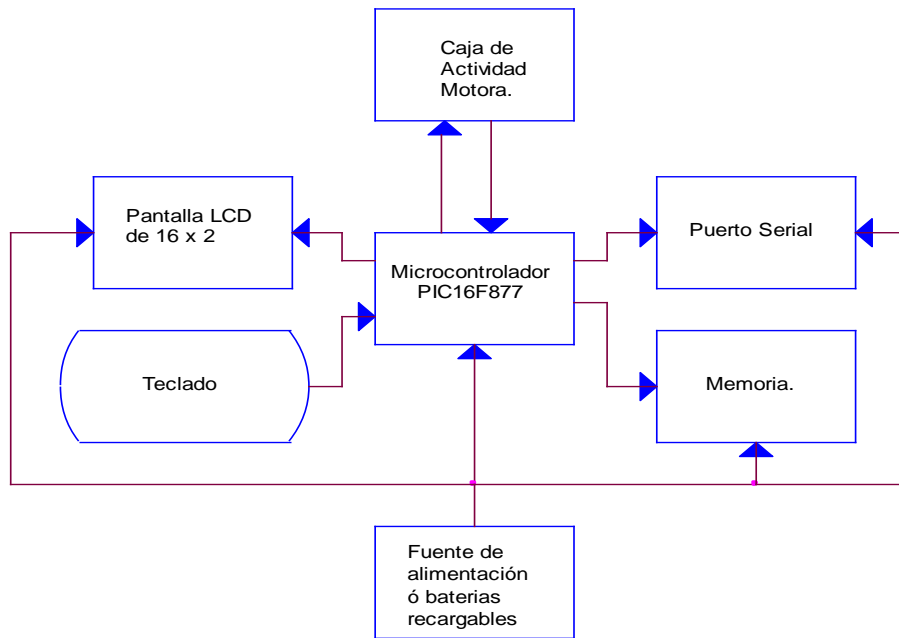 Caja de
Actividad
Motora.
Pantalla LCD
de 16 x 2
Microcontrolador
PIC16F877
Puerto Serial
Teclado
Memoria.
Fuente de
alimentación
ó baterias
recargables